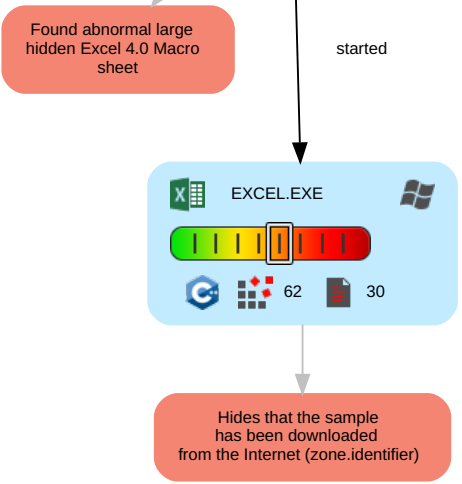 Found abnormal large
hidden Excel 4.0 Macro
sheet
started
X
EXCEL.EXE
C++
62
30
Hides that the sample
has been downloaded
from the Internet (zone.identifier)